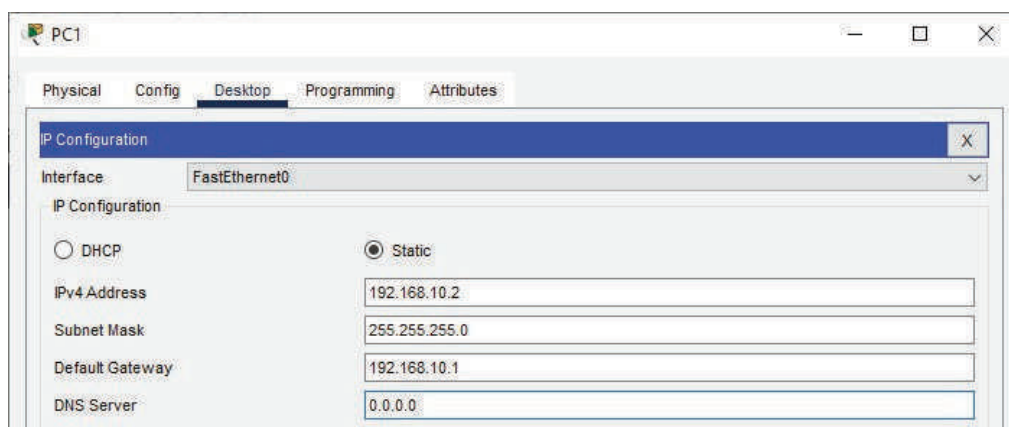 PC1
Physical Config Desktop Programming Attributes
IP Configuration X
Interface FastEthernet0
IP Configuration
DHCP Static
IPv4 Address 192.168.10.2
Subnet Mask 255.255.255.0
Default Gateway 192.168.10.1
DNS Server 0.0.0.0